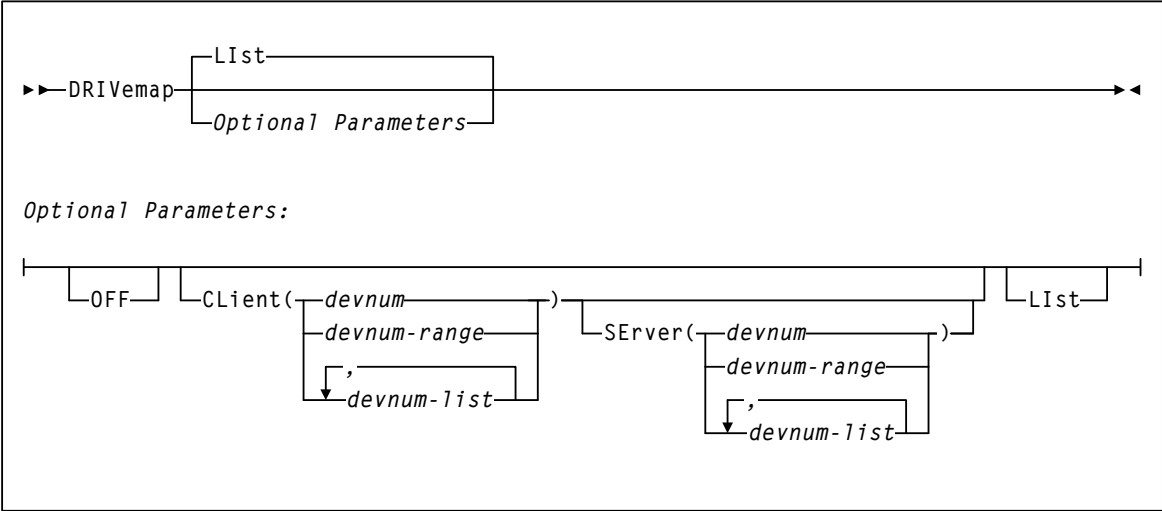 LIst
DRIVemap
Optional Parameters
Optional Parameters:
OFF CLient( devnum ) LIst
devnum-range SErver( devnum )
, devnum-range
devnum-list ,
devnum-list